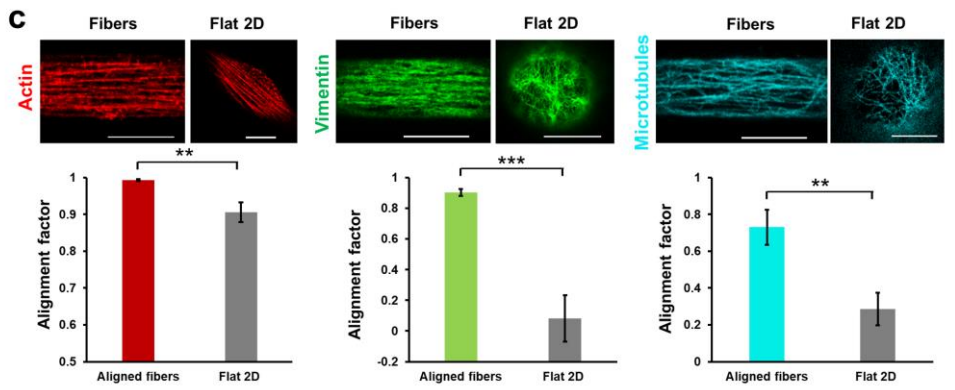 c
Fibers Flat 2D Fibers Flat 2D Fibers Flat 2D
Actin
Vimentin
Microtubules
**
***
**
Alignment factor
1
0.9
0.8
0.7
0.6
0.5
Aligned fibers Flat 2D
Alignment factor
1
0.8
0.6
0.4
0.2
0
-0.2
Aligned fibers Flat 2D
Alignment factor
1
0.8
0.6
0.4
0.2
0
Aligned fibers Flat 2D